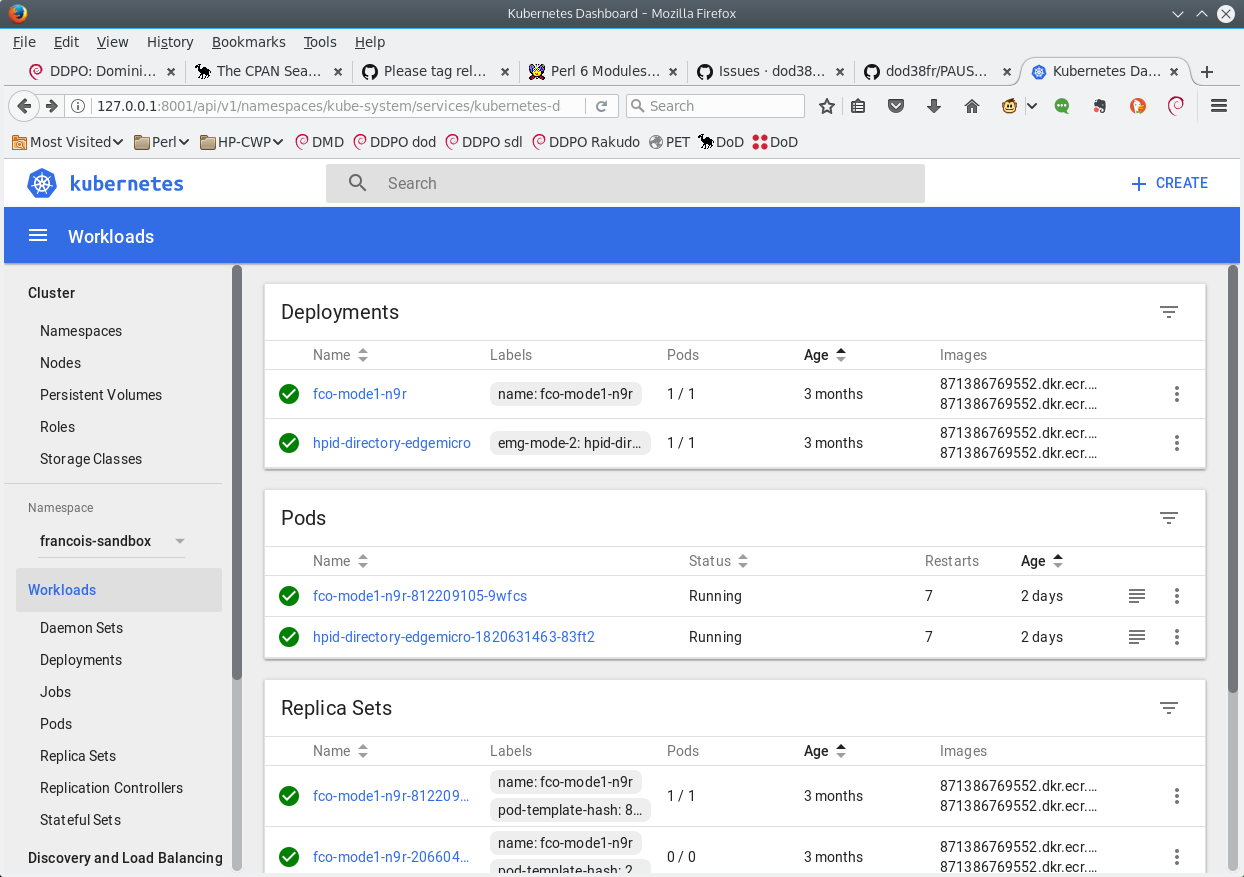 Kubernetes Dashboard - Mozilla Firefox
File Edit View History Bookmarks Tools Help
DDPO: Domini... The CPAN Sea... Please tag rel... Perl 6 Modules... Issues · dod38... dod38fr/PAUS... Kubernetes Da...
127.0.0.1:8001/api/v1/namespaces/kube-system/services/kubernetes-d Search
Most Visited Perl HP-CWP DMD DDPO dod DDPO sdl DDPO Rakudo PET DoD DoD
kubernetes Search CREATE
Workloads
Cluster
Namespaces
Nodes
Persistent Volumes
Roles
Storage Classes
Namespace
francois-sandbox
Workloads
Daemon Sets
Deployments
Jobs
Pods
Replica Sets
Replication Controllers
Stateful Sets
Discovery and Load Balancing
Deployments
Name Labels Pods Age Images
fco-mode1-n9r name: fco-mode1-n9r 1 / 1 3 months 871386769552.dkr.ecr....
871386769552.dkr.ecr....
hpid-directory-edgemicro emg-mode-2: hpid-dir... 1 / 1 3 months 871386769552.dkr.ecr....
871386769552.dkr.ecr....
Pods
Name Status Restarts Age
fco-mode1-n9r-812209105-9wfcs Running 7 2 days
hpid-directory-edgemicro-1820631463-83ft2 Running 7 2 days
Replica Sets
Name Labels Pods Age Images
fco-mode1-n9r-812209... name: fco-mode1-n9r 1 / 1 3 months 871386769552.dkr.ecr....
pod-template-hash: 8... 871386769552.dkr.ecr....
fco-mode1-n9r-206604... name: fco-mode1-n9r 0 / 0 3 months 871386769552.dkr.ecr....
pod-template-hash: 2... 871386769552.dkr.ecr....